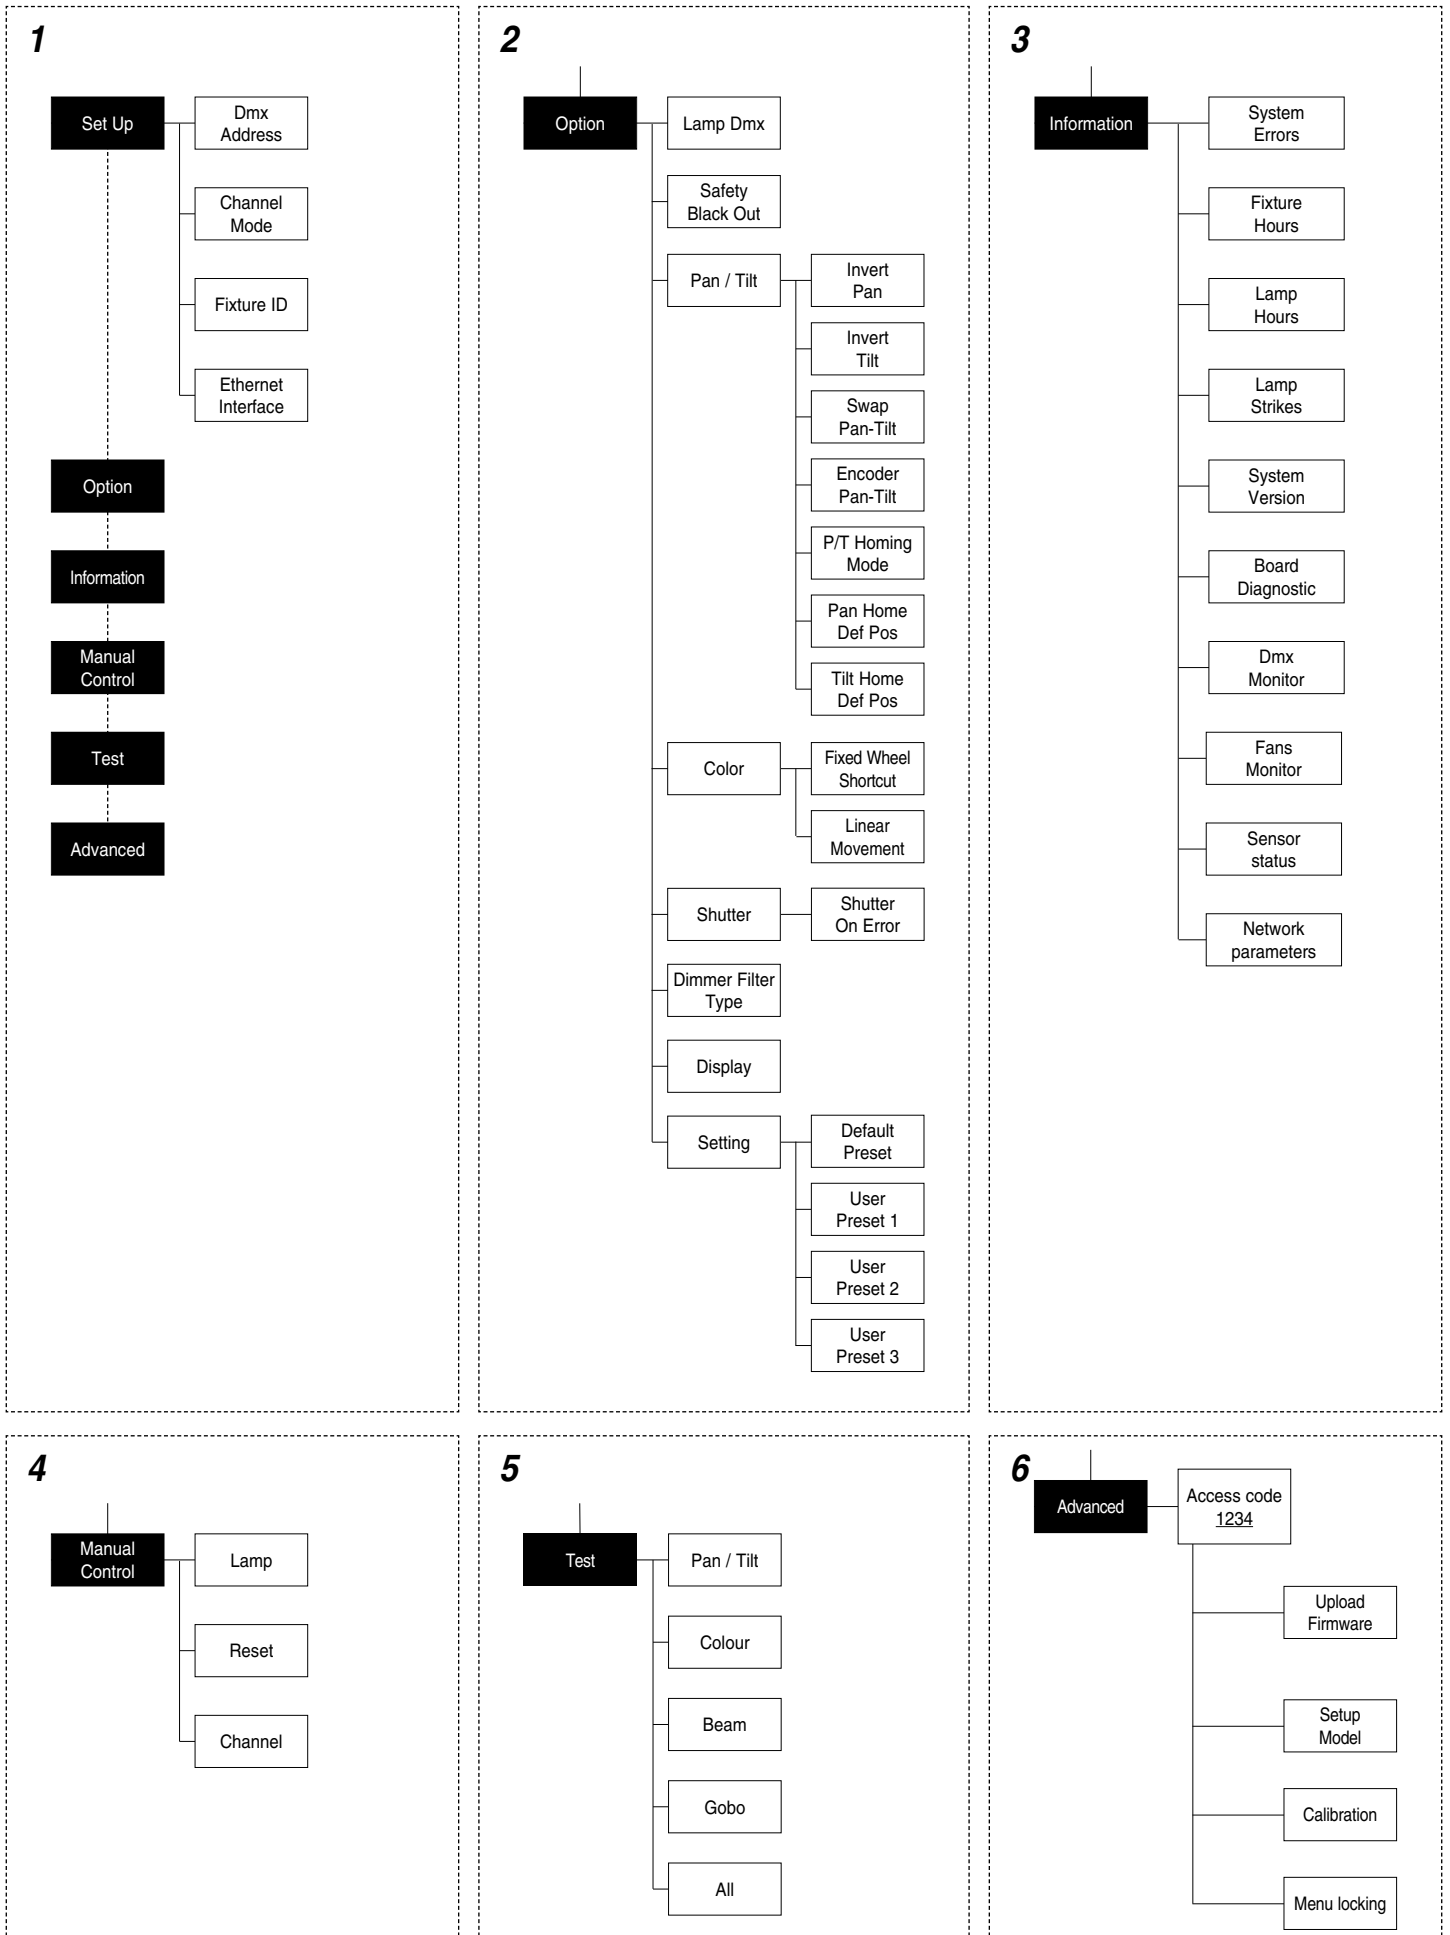 1
Set Up
Dmx
Address
Channel
Mode
Fixture ID
Ethernet
Interface
Option
Information
Manual
Control
Test
Advanced
2
Option
Lamp Dmx
Safety
Black Out
Pan / Tilt
Invert
Pan
Invert
Tilt
Swap
Pan-Tilt
Encoder
Pan-Tilt
P/T Homing
Mode
Pan Home
Def Pos
Tilt Home
Def Pos
Color
Fixed Wheel
Shortcut
Linear
Movement
Shutter
Shutter
On Error
Dimmer Filter
Type
Display
Setting
Default
Preset
User
Preset 1
User
Preset 2
User
Preset 3
3
Information
System
Errors
Fixture
Hours
Lamp
Hours
Lamp
Strikes
System
Version
Board
Diagnostic
Dmx
Monitor
Fans
Monitor
Sensor
status
Network
parameters
4
Manual
Control
Lamp
Reset
Channel
5
Test
Pan / Tilt
Colour
Beam
Gobo
All
6
Advanced
Access code
1234
Upload
Firmware
Setup
Model
Calibration
Menu locking